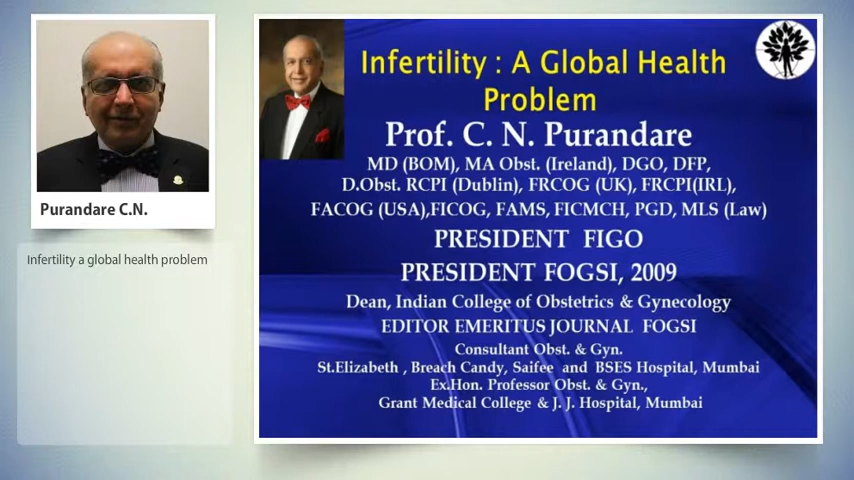 Purandare C.N.
Infertility a global health problem
Infertility : A Global Health
Problem
Prof. C. N. Purandare
MD (BOM), MA Obst. (Ireland), DGO, DFP,
D.Obst. RCPI (Dublin), FRCOG (UK), FRCPI(IRL),
FACOG (USA),FICOG, FAMS, FICMCH, PGD, MLS (Law)
PRESIDENT FIGO
PRESIDENT FOGSI, 2009
Dean, Indian College of Obstetrics & Gynecology
EDITOR EMERITUS JOURNAL FOGSI
Consultant Obst. & Gyn.
St.Elizabeth , Breach Candy, Saifee and BSES Hospital, Mumbai
Ex.Hon. Professor Obst. & Gyn.,
Grant Medical College & J. J. Hospital, Mumbai